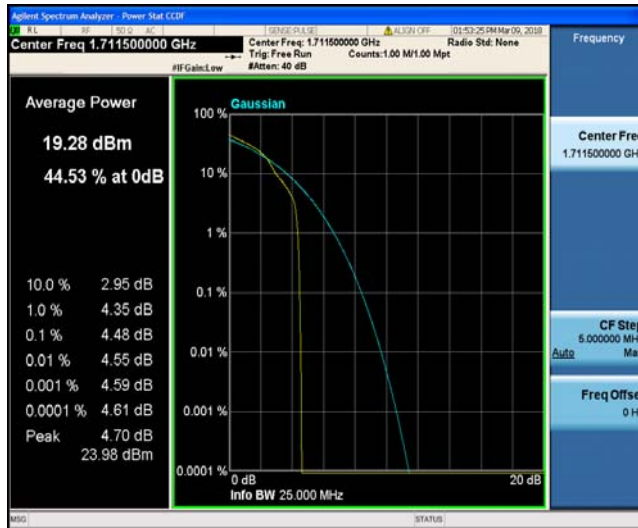 Agilent Spectrum Analyzer - Power Stat CCDF
RL RF 50 Ω AC SENSE:PULSE ALIGN OFF 01:53:25 PM Mar 09, 2018
Center Freq 1.711500000 GHz
Center Freq: 1.711500000 GHz
Radio Std: None
Trig: Free Run Counts:1.00 M/1.00 Mpt
#IFGain:Low #Atten: 40 dB
Frequency
Average Power
19.28 dBm
44.53 % at 0dB
10.0 % 2.95 dB
1.0 % 4.35 dB
0.1 % 4.48 dB
0.01 % 4.55 dB
0.001 % 4.59 dB
0.0001 % 4.61 dB
Peak 4.70 dB
23.98 dBm
Gaussian
100 %
10 %
1 %
0.1 %
0.01 %
0.001 %
0.0001 %
0 dB 20 dB
Info BW 25.000 MHz
Center Fre
1.711500000 GH
CF Ste
5.000000 MH
Auto Ma
Freq Offse
0 H
MSG STATUS